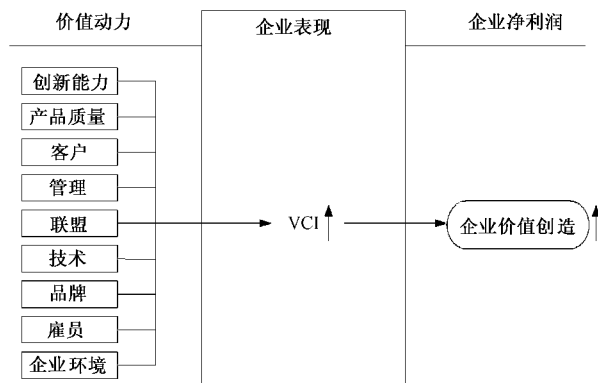 价值动力
企业表现
企业净利润
创新能力
产品质量
客户
管理
联盟
技术
品牌
雇员
企业环境
VCI
企业价值创造